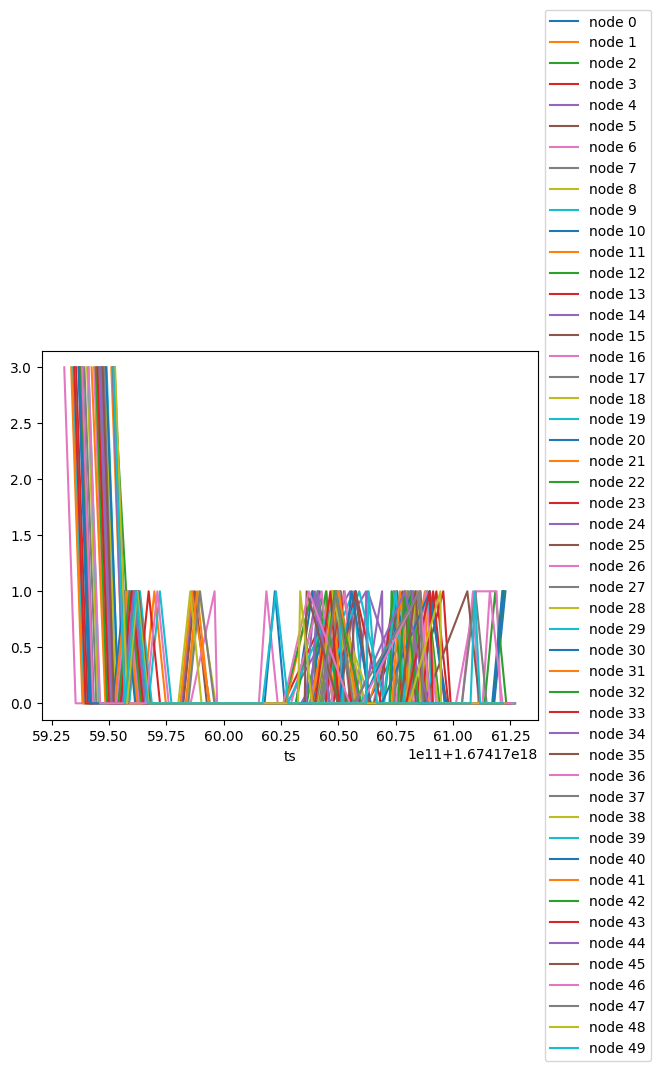 3.0
2.5
2.0
1.5
1.0
0.5
0.0
59.25 59.50 59.75 60.00 60.25 60.50 60.75 61.00 61.25
ts
1e11+1.67417e18
node 0
node 1
node 2
node 3
node 4
node 5
node 6
node 7
node 8
node 9
node 10
node 11
node 12
node 13
node 14
node 15
node 16
node 17
node 18
node 19
node 20
node 21
node 22
node 23
node 24
node 25
node 26
node 27
node 28
node 29
node 30
node 31
node 32
node 33
node 34
node 35
node 36
node 37
node 38
node 39
node 40
node 41
node 42
node 43
node 44
node 45
node 46
node 47
node 48
node 49